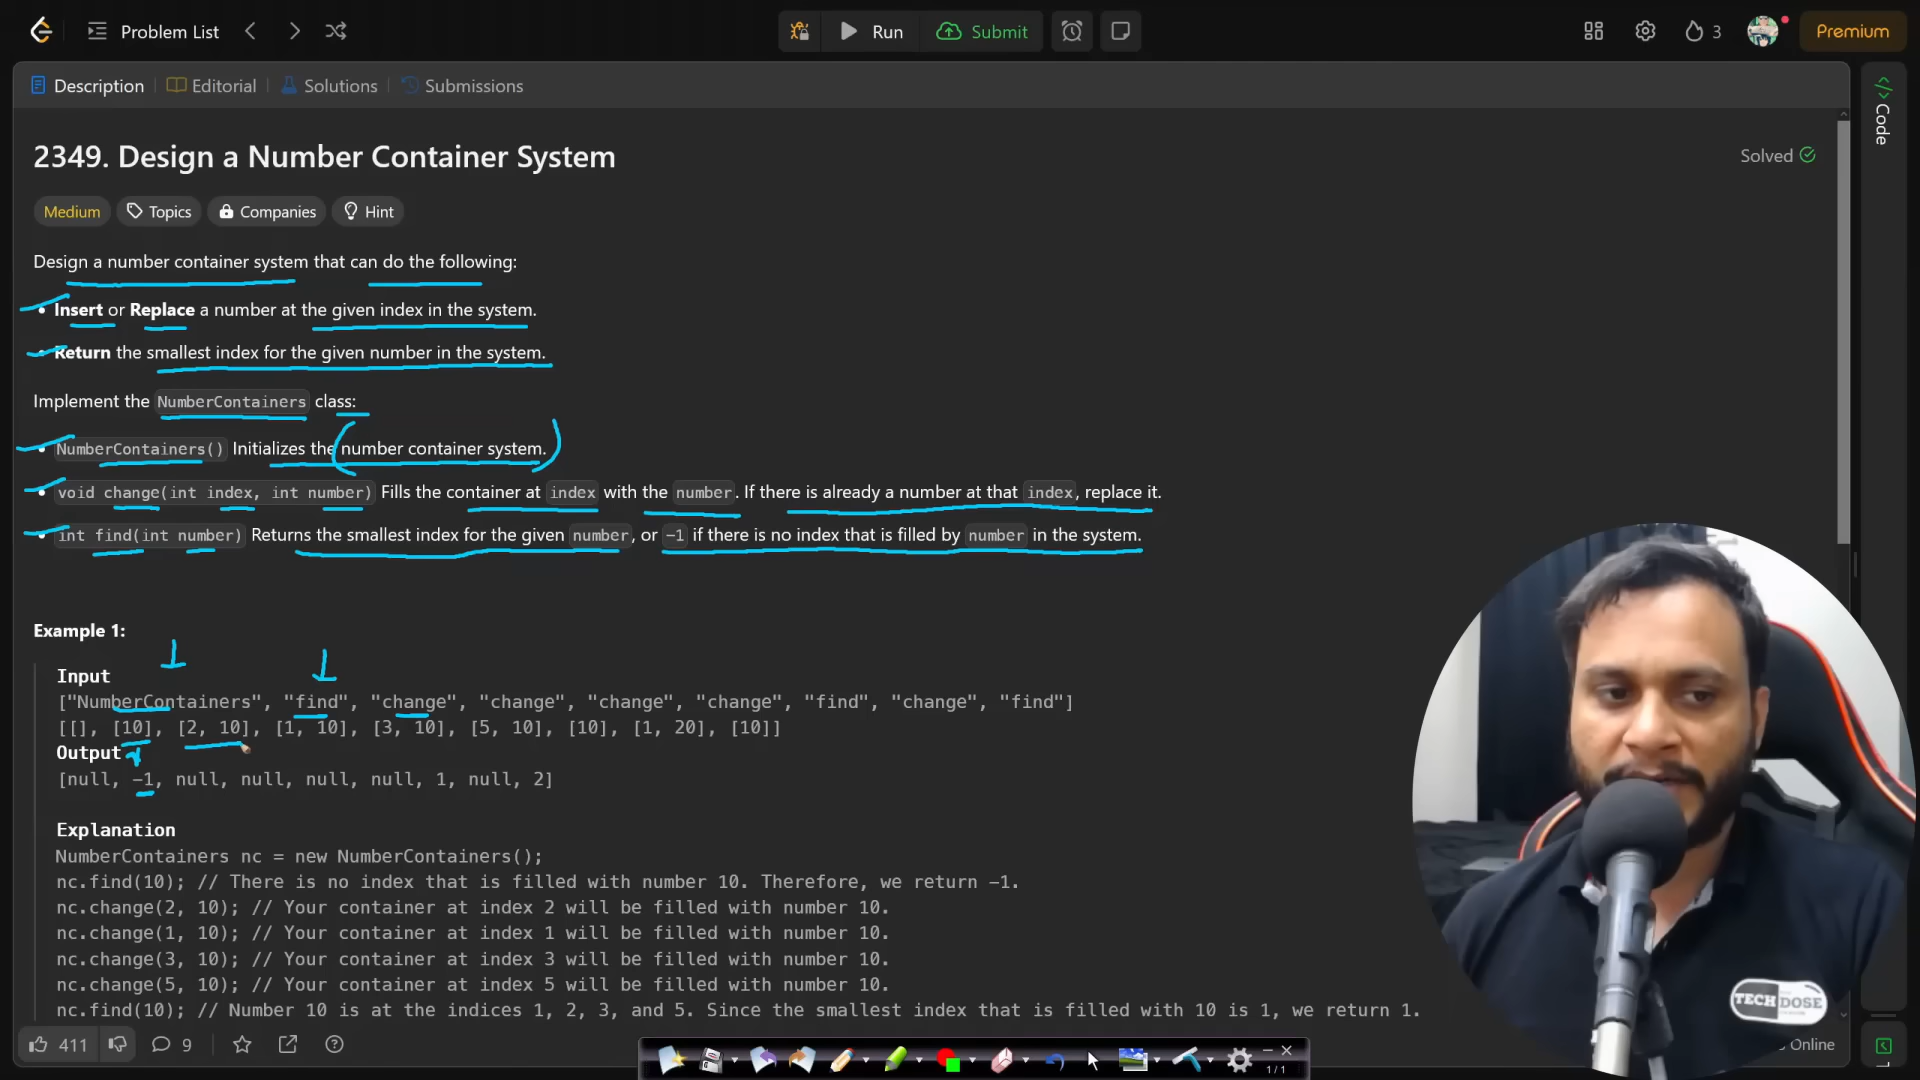 Problem List
Run
Submit
3
Premium
Description
Editorial
Solutions
Submissions
Code
2349. Design a Number Container System
Solved
Medium
Topics
Companies
Hint
Design a number container system that can do the following:
• Insert or Replace a number at the given index in the system.
• Return the smallest index for the given number in the system.
Implement the NumberContainers class:
• NumberContainers() Initializes the number container system.
• void change(int index, int number) Fills the container at index with the number. If there is already a number at that index, replace it.
• int find(int number) Returns the smallest index for the given number, or -1 if there is no index that is filled by number in the system.
Example 1:
Input
["NumberContainers", "find", "change", "change", "change", "change", "find", "change", "find"]
[[], [10], [2, 10], [1, 10], [3, 10], [5, 10], [10], [1, 20], [10]]
Output
[null, -1, null, null, null, null, 1, null, 2]
Explanation
NumberContainers nc = new NumberContainers();
nc.find(10); // There is no index that is filled with number 10. Therefore, we return -1.
nc.change(2, 10); // Your container at index 2 will be filled with number 10.
nc.change(1, 10); // Your container at index 1 will be filled with number 10.
nc.change(3, 10); // Your container at index 3 will be filled with number 10.
nc.change(5, 10); // Your container at index 5 will be filled with number 10.
nc.find(10); // Number 10 is at the indices 1, 2, 3, and 5. Since the smallest index that is filled with 10 is 1, we return 1.
TECH DOSE
411
9
Online
1/1